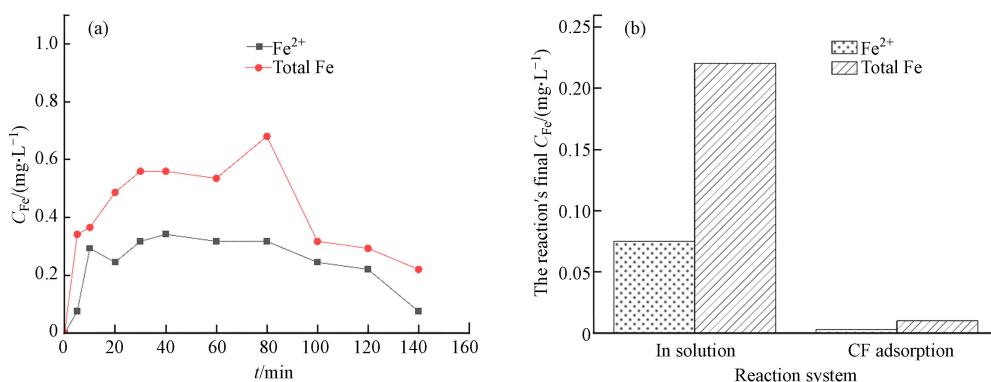 (a)
Fe²⁺
Total Fe
1.0
0.8
0.6
0.4
0.2
0
C_Fe/(mg·L⁻¹)
0 20 40 60 80 100 120 140 160
t/min
(b)
Fe²⁺
Total Fe
0.25
0.20
0.15
0.10
0.05
0
The reaction's final C_Fe/(mg·L⁻¹)
In solution CF adsorption
Reaction system